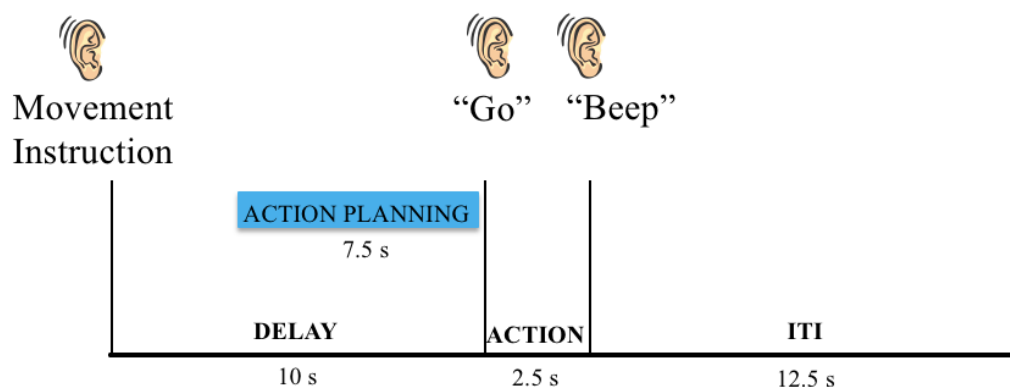 Movement
Instruction
“Go”
“Beep”
ACTION PLANNING
7.5 s
DELAY
ACTION
ITI
10 s
2.5 s
12.5 s